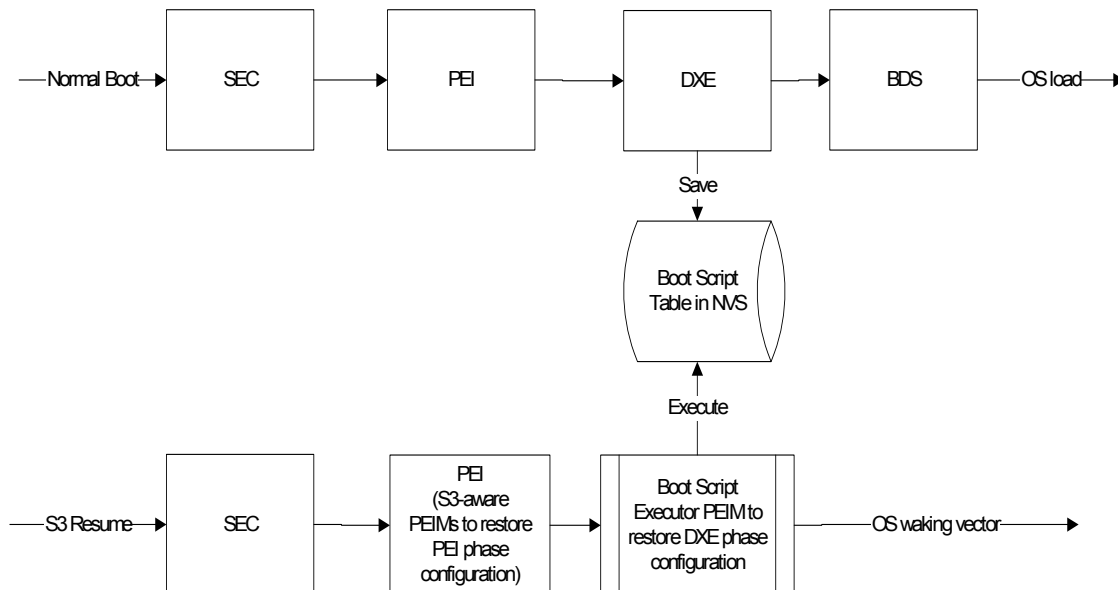 Normal Boot
SEC
PEI
DXE
BDS
OS load
Save
Boot Script
Table in NVS
Execute
S3 Resume
SEC
PEI
(S3-aware
PEIMs to restore
PEI phase
configuration)
Boot Script
Executor PEIM to
restore DXE phase
configuration
OS waking vector